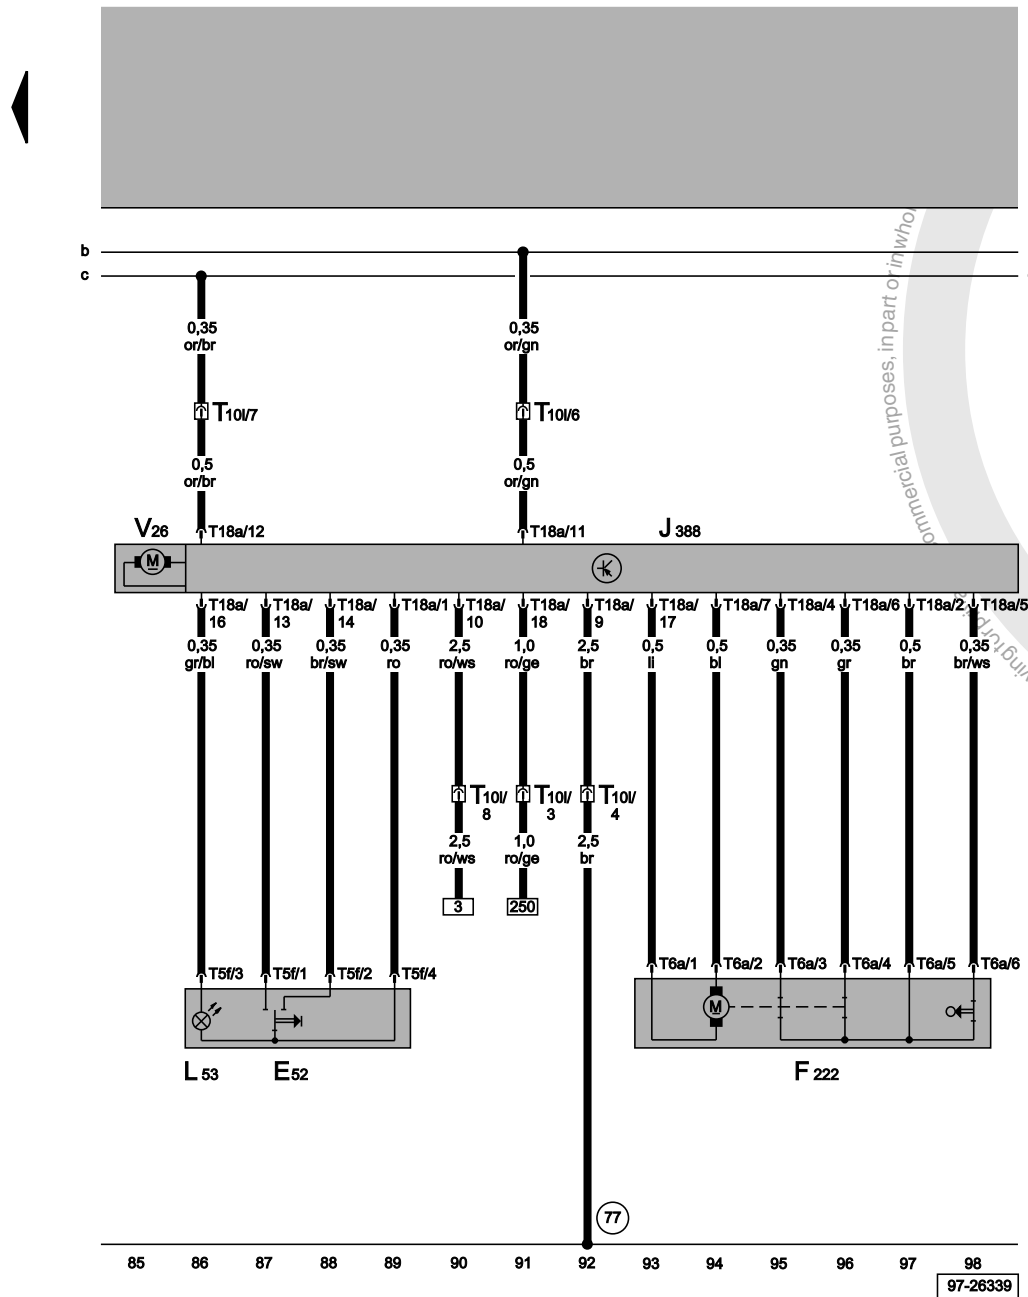 b
c
0,35
or/br
0,35
or/gn
T10l/7
T10l/6
0,5
or/br
0,5
or/gn
V26
T18a/12
T18a/11
J388
M
T18a/
16
T18a/
13
T18a/
14
T18a/1
T18a/
10
T18a/
18
T18a/
9
T18a/
17
T18a/7
T18a/4
T18a/6
T18a/2
T18a/5
0,35
gr/bl
0,35
ro/sw
0,35
br/sw
0,35
ro
2,5
ro/ws
1,0
ro/ge
2,5
br
0,5
li
0,5
bl
0,35
gn
0,35
gr
0,5
br
0,35
br/ws
T10l/
8
T10l/
3
T10l/
4
2,5
ro/ws
1,0
ro/ge
2,5
br
3
250
T5f/3
T5f/1
T5f/2
T5f/4
T6a/1
T6a/2
T6a/3
T6a/4
T6a/5
T6a/6
M
L53
E52
F222
77
85 86 87 88 89 90 91 92 93 94 95 96 97 98
97-26339
commercial purposes, in part or in whol